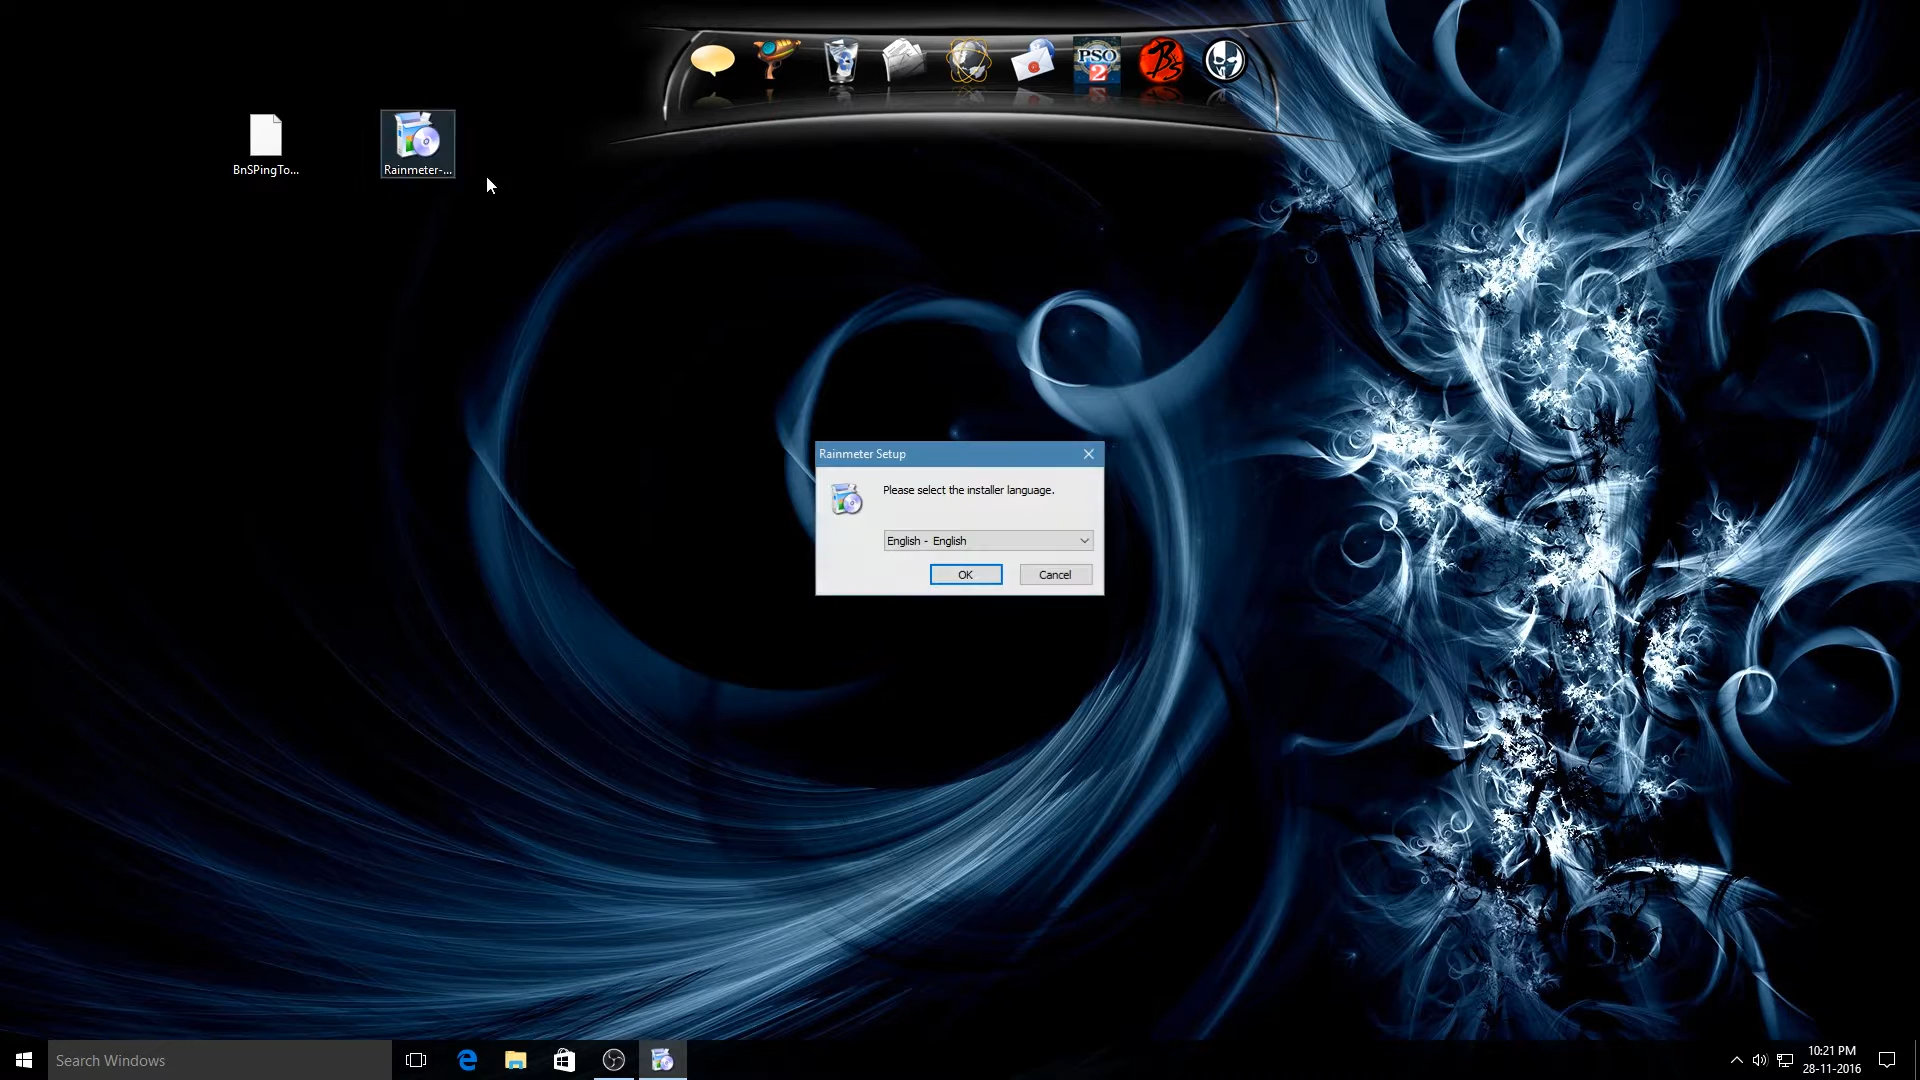 PSO
2
Bs
BnSPingTo...
Rainmeter-...
Rainmeter Setup
Please select the installer language.
English - English
OK
Cancel
Search Windows
10:21 PM
28-11-2016